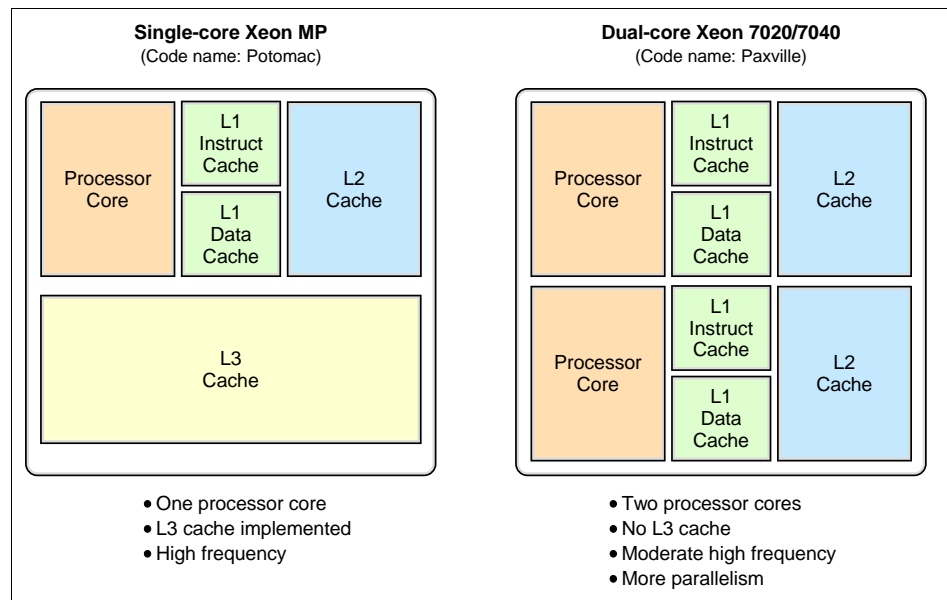 Single-core Xeon MP
(Code name: Potomac)
Processor
Core
L1
Instruct
Cache
L1
Data
Cache
L2
Cache
L3
Cache
• One processor core
• L3 cache implemented
• High frequency
Dual-core Xeon 7020/7040
(Code name: Paxville)
Processor
Core
L1
Instruct
Cache
L1
Data
Cache
L2
Cache
Processor
Core
L1
Instruct
Cache
L1
Data
Cache
L2
Cache
• Two processor cores
• No L3 cache
• Moderate high frequency
• More parallelism